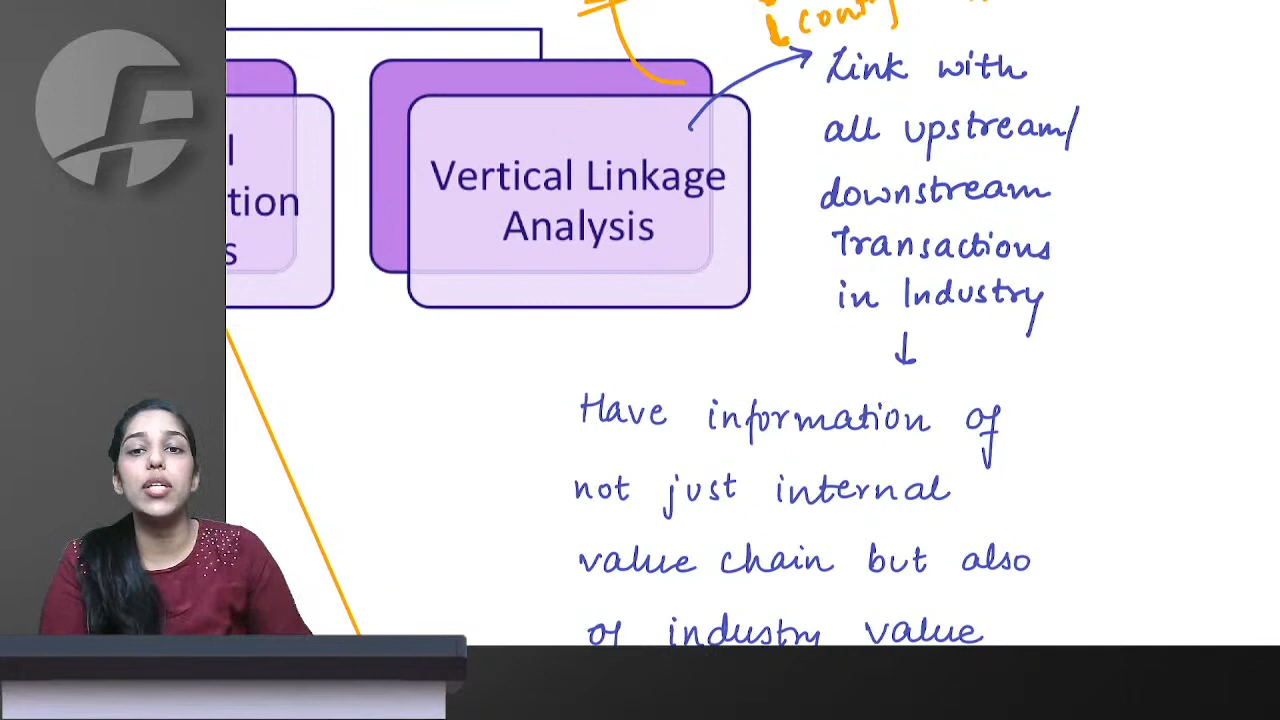 Link with
all upstream/
downstream
Transactions
in Industry
l
tion
s
Vertical Linkage
Analysis
Have information of
not just internal
value chain but also
of industry value